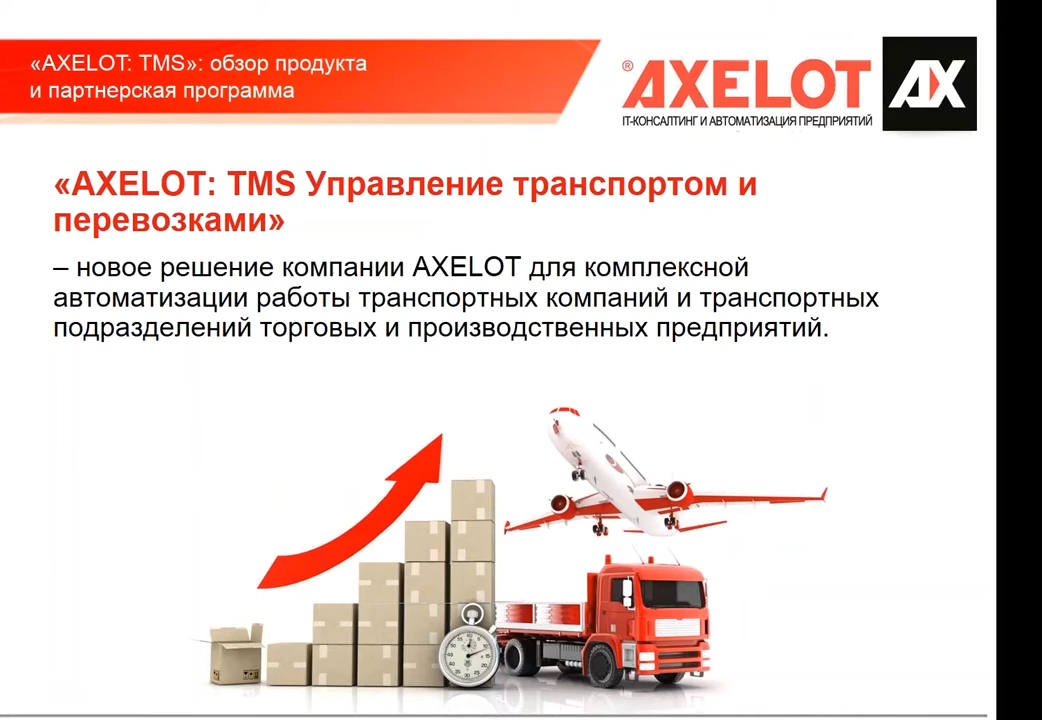 «AXELOT: TMS»: обзор продукта
и партнерская программа
® AXELOT AX
IT-КОНСАЛТИНГ И АВТОМАТИЗАЦИЯ ПРЕДПРИЯТИЙ
«AXELOT: TMS Управление транспортом и
перевозками»
– новое решение компании AXELOT для комплексной
автоматизации работы транспортных компаний и транспортных
подразделений торговых и производственных предприятий.